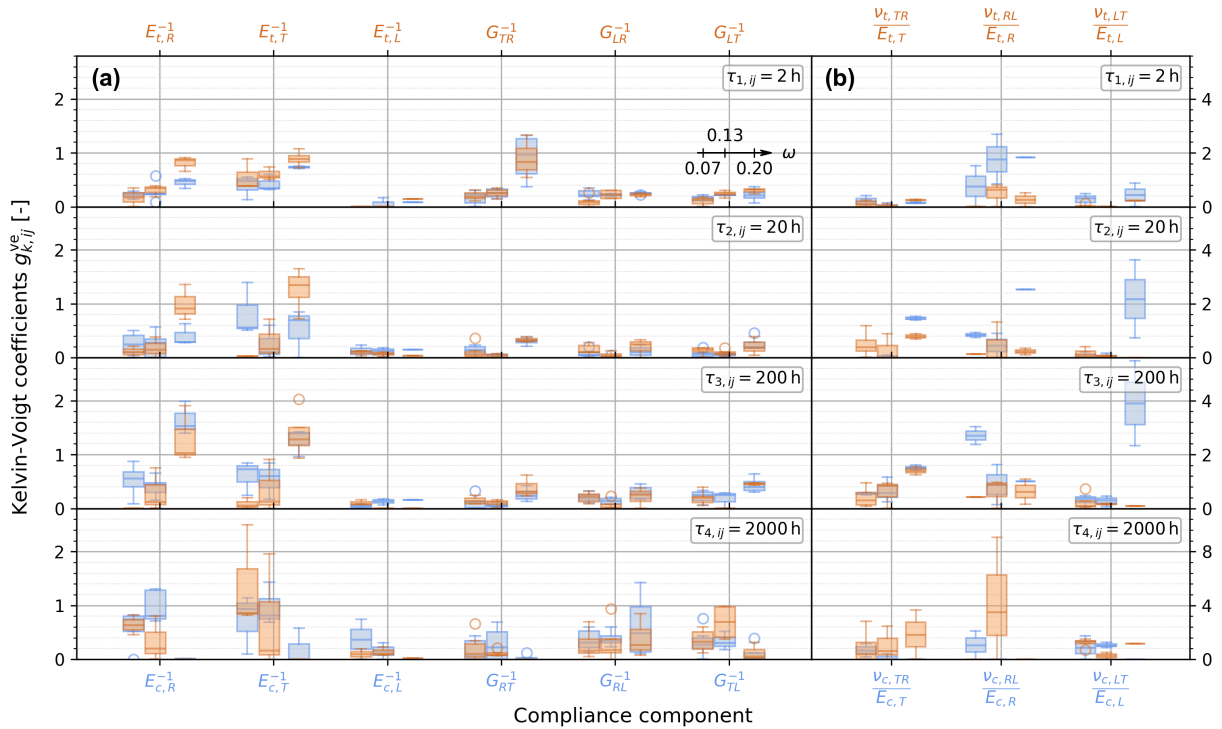 E_{t,R}^{-1} E_{t,T}^{-1} E_{t,L}^{-1} G_{TR}^{-1} G_{LR}^{-1} G_{LT}^{-1} ν_{t,TR}/E_{t,T} ν_{t,RL}/E_{t,R} ν_{t,LT}/E_{t,L}
(a) τ_{1,ij} = 2 h (b) τ_{1,ij} = 2 h
2 4
0.13
ω
0.07 0.20
1 2
0 0
τ_{2,ij} = 20 h τ_{2,ij} = 20 h
2 4
1 2
0 0
τ_{3,ij} = 200 h τ_{3,ij} = 200 h
2 4
1 2
0 0
τ_{4,ij} = 2000 h τ_{4,ij} = 2000 h
2 8
1 4
0 0
Kelvin-Voigt coefficients g_{k,ij}^{ve} [-]
E_{c,R}^{-1} E_{c,T}^{-1} E_{c,L}^{-1} G_{RT}^{-1} G_{RL}^{-1} G_{TL}^{-1} ν_{c,TR}/E_{c,T} ν_{c,RL}/E_{c,R} ν_{c,LT}/E_{c,L}
Compliance component